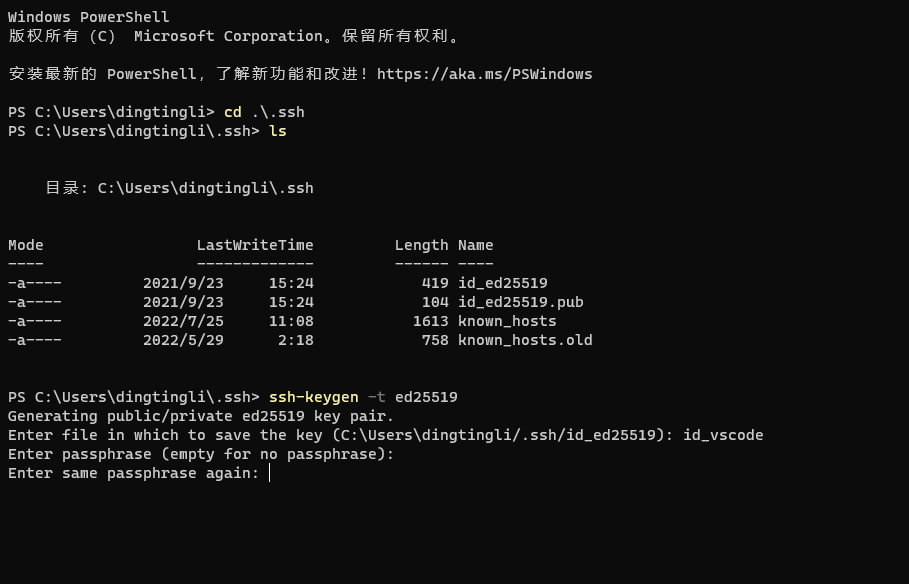 Windows PowerShell
版权所有 (C)  Microsoft Corporation。保留所有权利。
安装最新的 PowerShell，了解新功能和改进！https://aka.ms/PSWindows
PS C:\Users\dingtingli> cd .\.ssh
PS C:\Users\dingtingli\.ssh> ls
    目录: C:\Users\dingtingli\.ssh
Mode                 LastWriteTime         Length Name
----                 -------------         ------ ----
-a----         2021/9/23     15:24            419 id_ed25519
-a----         2021/9/23     15:24            104 id_ed25519.pub
-a----         2022/7/25     11:08           1613 known_hosts
-a----         2022/5/29      2:18            758 known_hosts.old
PS C:\Users\dingtingli\.ssh> ssh-keygen -t ed25519
Generating public/private ed25519 key pair.
Enter file in which to save the key (C:\Users\dingtingli/.ssh/id_ed25519): id_vscode
Enter passphrase (empty for no passphrase):
Enter same passphrase again: